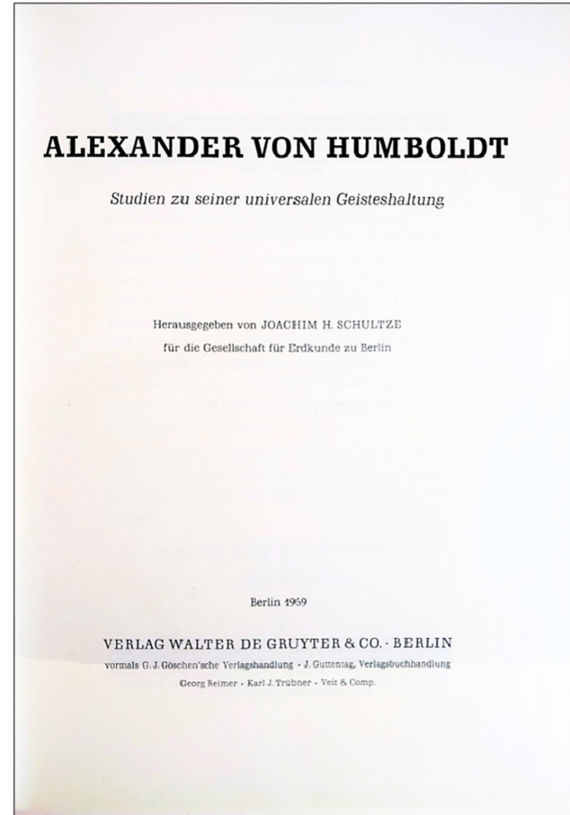 ALEXANDER VON HUMBOLDT
Studien zu seiner universalen Geisteshaltung
Herausgegeben von JOACHIM H. SCHULTZE
für die Gesellschaft für Erdkunde zu Berlin
Berlin 1959
VERLAG WALTER DE GRUYTER & CO. · BERLIN
vormals G. J. Göschen'sche Verlagshandlung · J. Guttentag, Verlagsbuchhandlung
Georg Reimer · Karl J. Trübner · Veit & Comp.